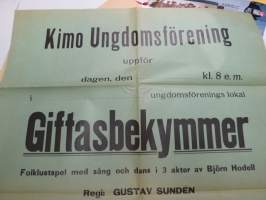 Kimo Ungdomsförening
uppför
dagen, den kl. 8 e.m.
i ungdomsförenings lokal
Giftasbekymmer
Folklustspel med sång och dans i 3 akter av Björn Hodell
Regi: GUSTAV SUNDEN